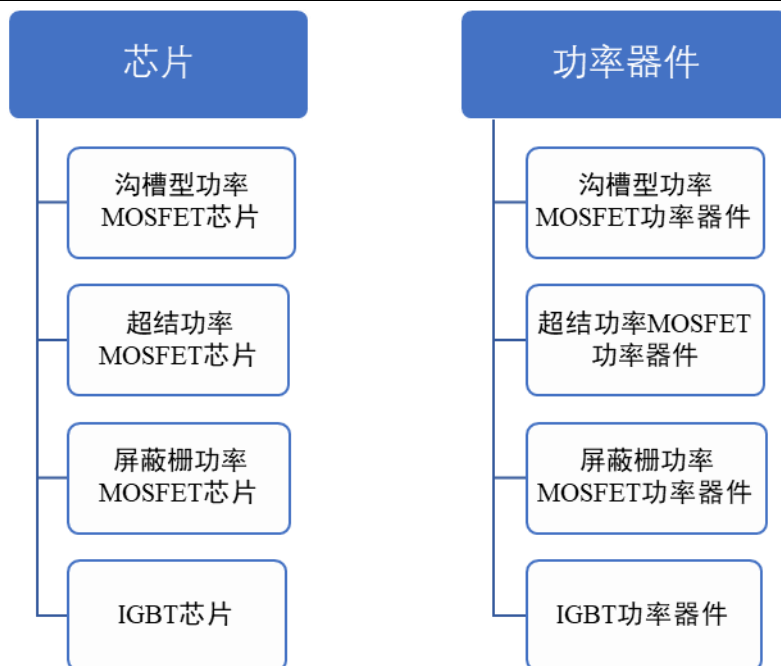 芯片
沟槽型功率
MOSFET芯片
超结功率
MOSFET芯片
屏蔽栅功率
MOSFET芯片
IGBT芯片
功率器件
沟槽型功率
MOSFET功率器件
超结功率MOSFET
功率器件
屏蔽栅功率
MOSFET功率器件
IGBT功率器件